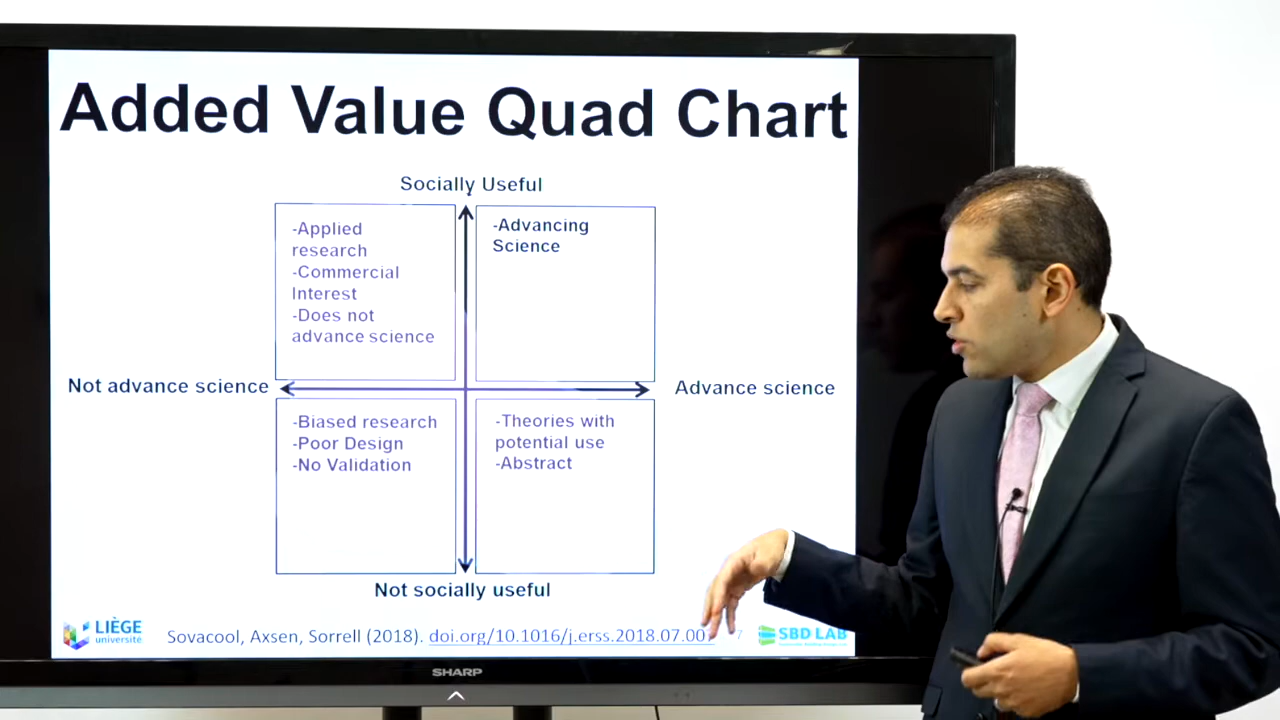 Added Value Quad Chart
Socially Useful
-Applied
research
-Commercial
Interest
-Does not
advance science
-Advancing
Science
Not advance science
Advance science
-Biased research
-Poor Design
-No Validation
-Theories with
potential use
-Abstract
Not socially useful
LIÈGE
université
Sovacool, Axsen, Sorrell (2018). doi.org/10.1016/j.erss.2018.07.00
7
SBD LAB
SHARP